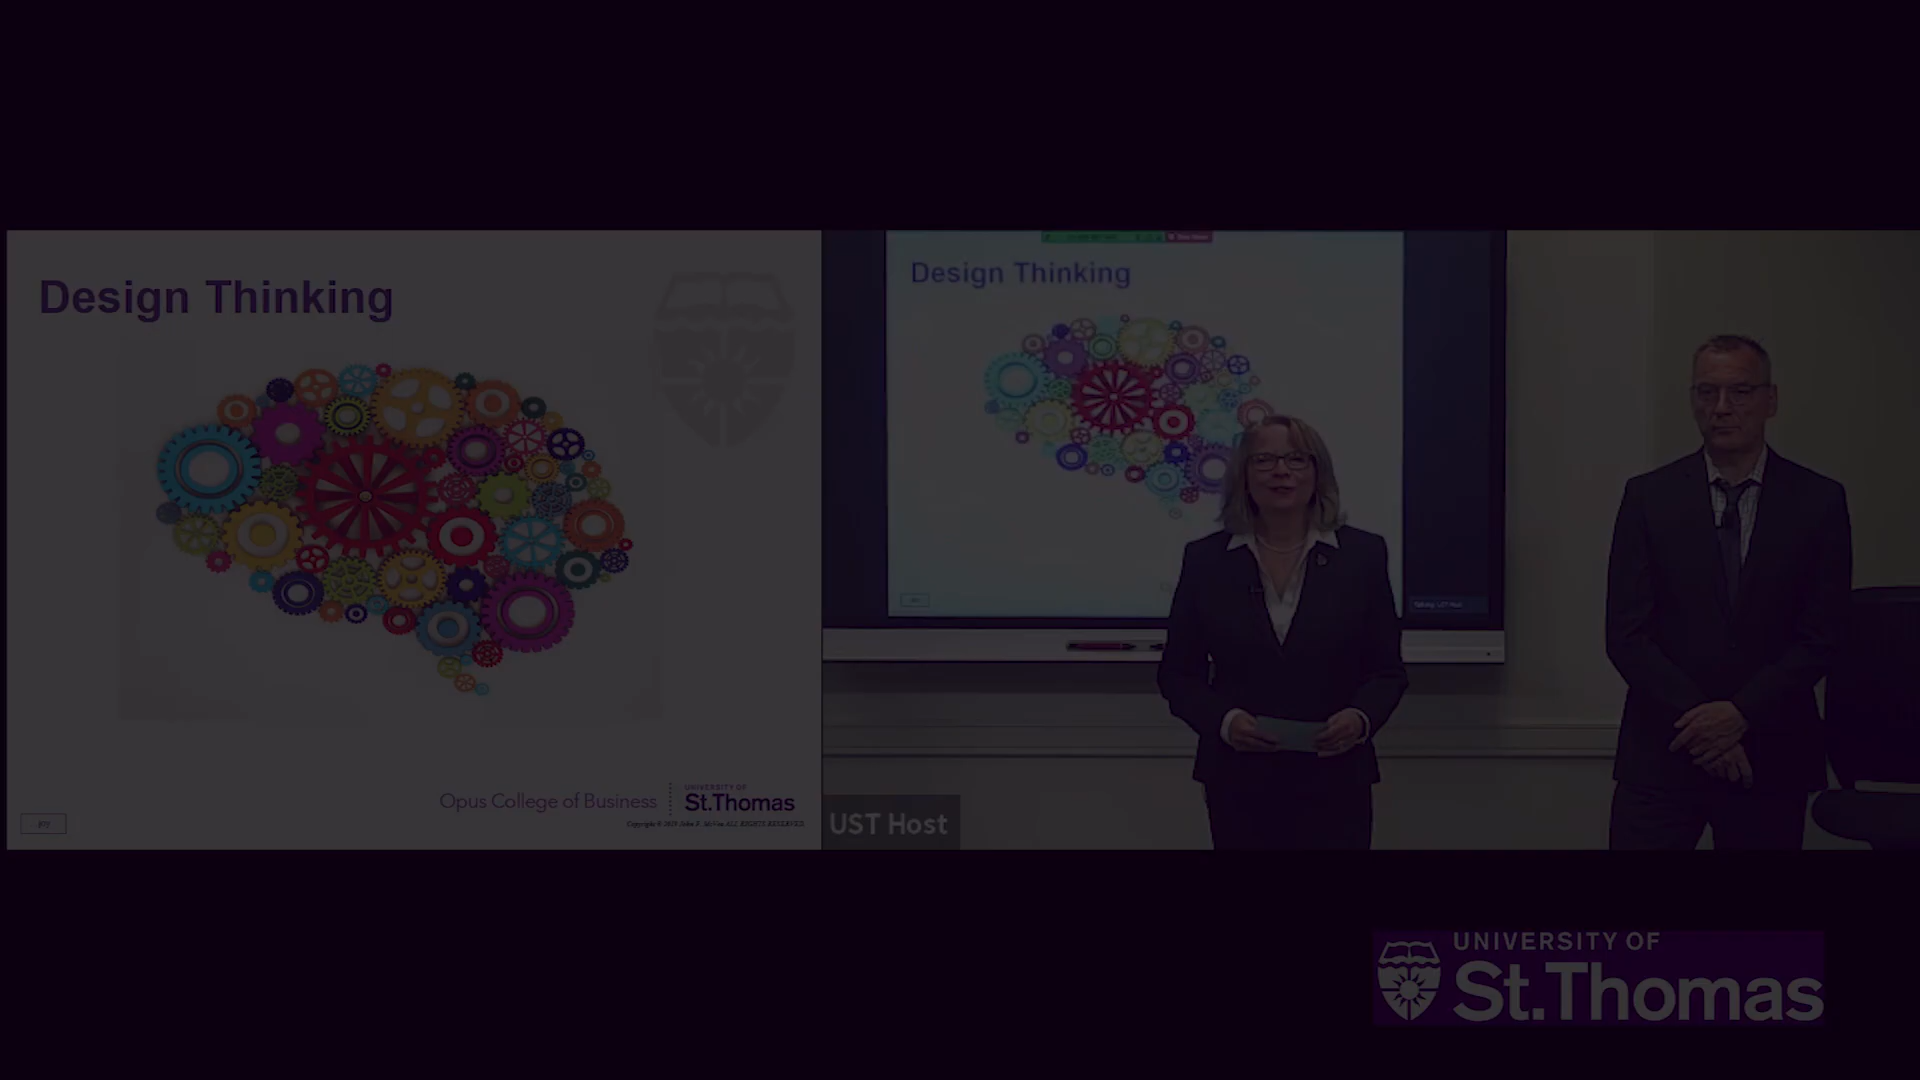 Design Thinking
Opus College of Business
UNIVERSITY OF
St.Thomas
Design Thinking
UST Host
UNIVERSITY OF
St.Thomas